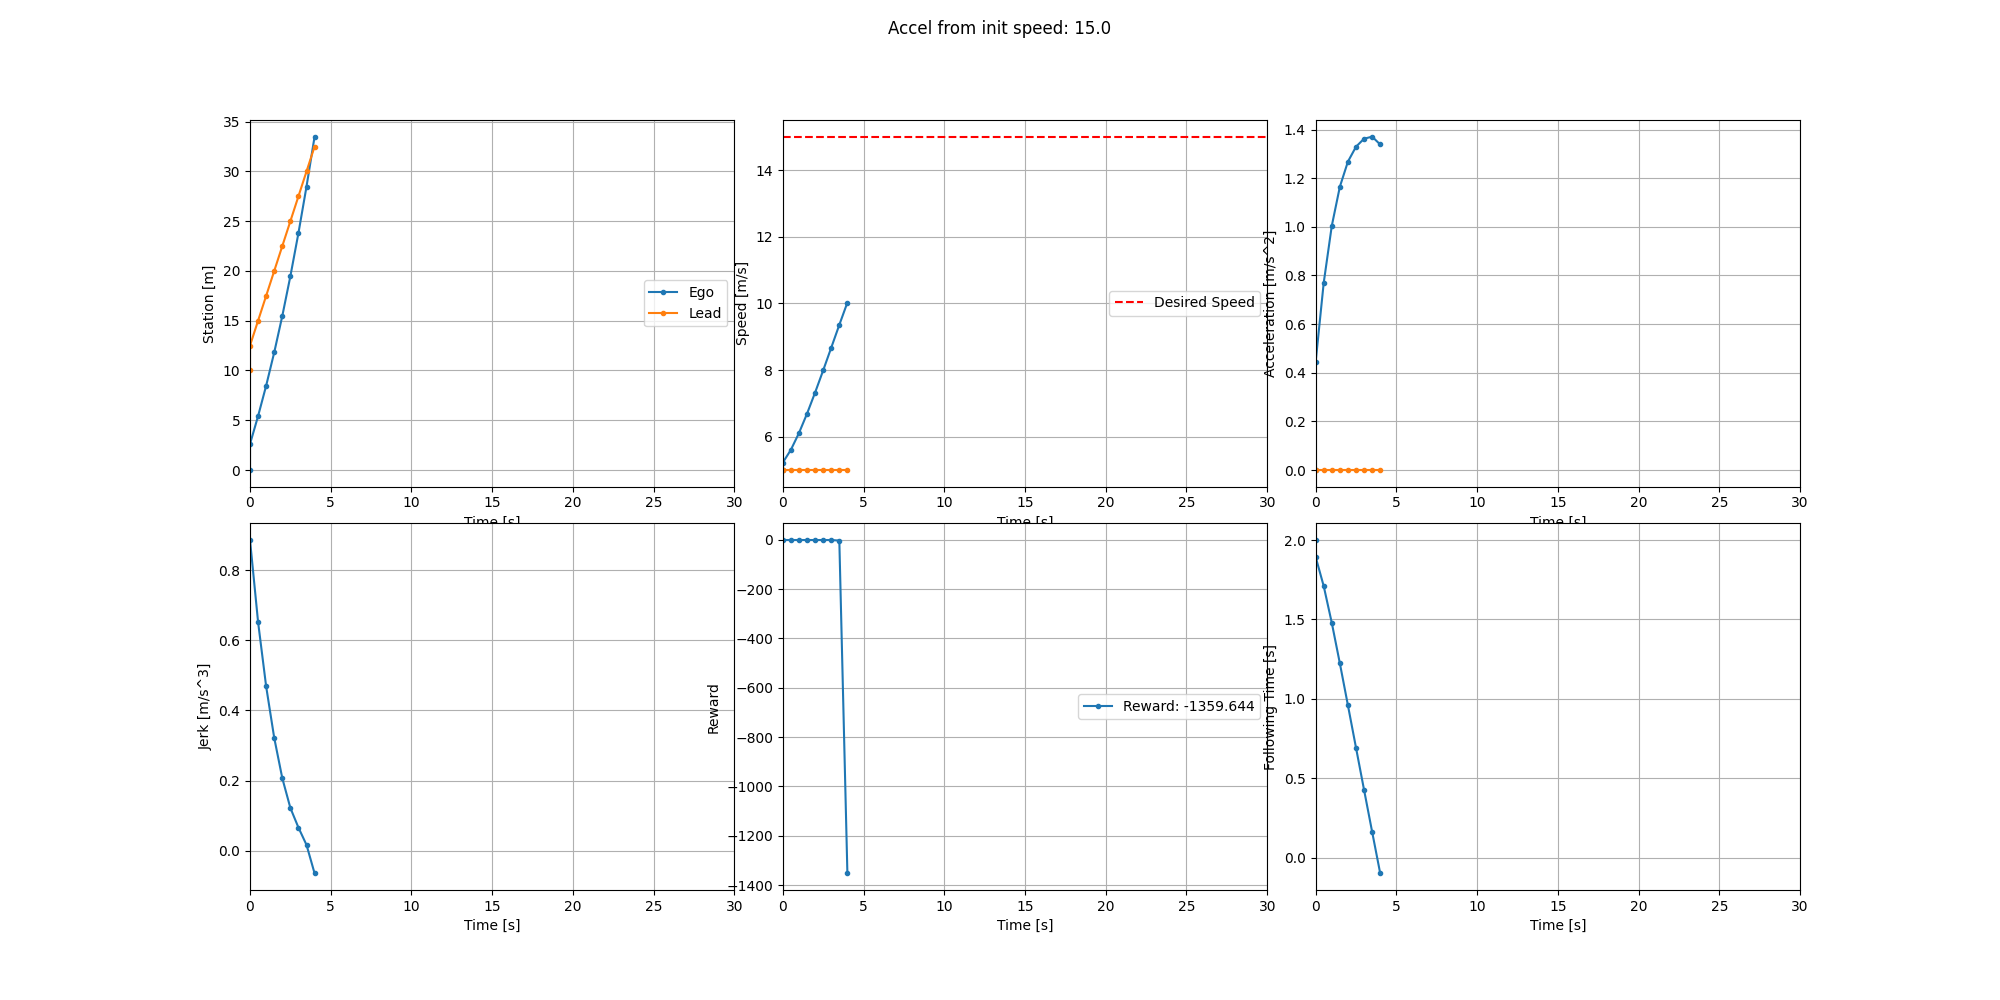 Accel from init speed: 15.0
35
30
25
20
15
10
5
0
Station [m]
Ego
Lead
0 5 10 15 20 25 30
Time [s]
14
12
10
8
6
Speed [m/s]
Desired Speed
0 5 10 15 20 25 30
Time [s]
1.4
1.2
1.0
0.8
0.6
0.4
0.2
0.0
Acceleration [m/s^2]
0 5 10 15 20 25 30
Time [s]
0.8
0.6
0.4
0.2
0.0
Jerk [m/s^3]
0 5 10 15 20 25 30
Time [s]
0
−200
−400
−600
−800
−1000
−1200
−1400
Reward
Reward: -1359.644
0 5 10 15 20 25 30
Time [s]
2.0
1.5
1.0
0.5
0.0
Following Time [s]
0 5 10 15 20 25 30
Time [s]